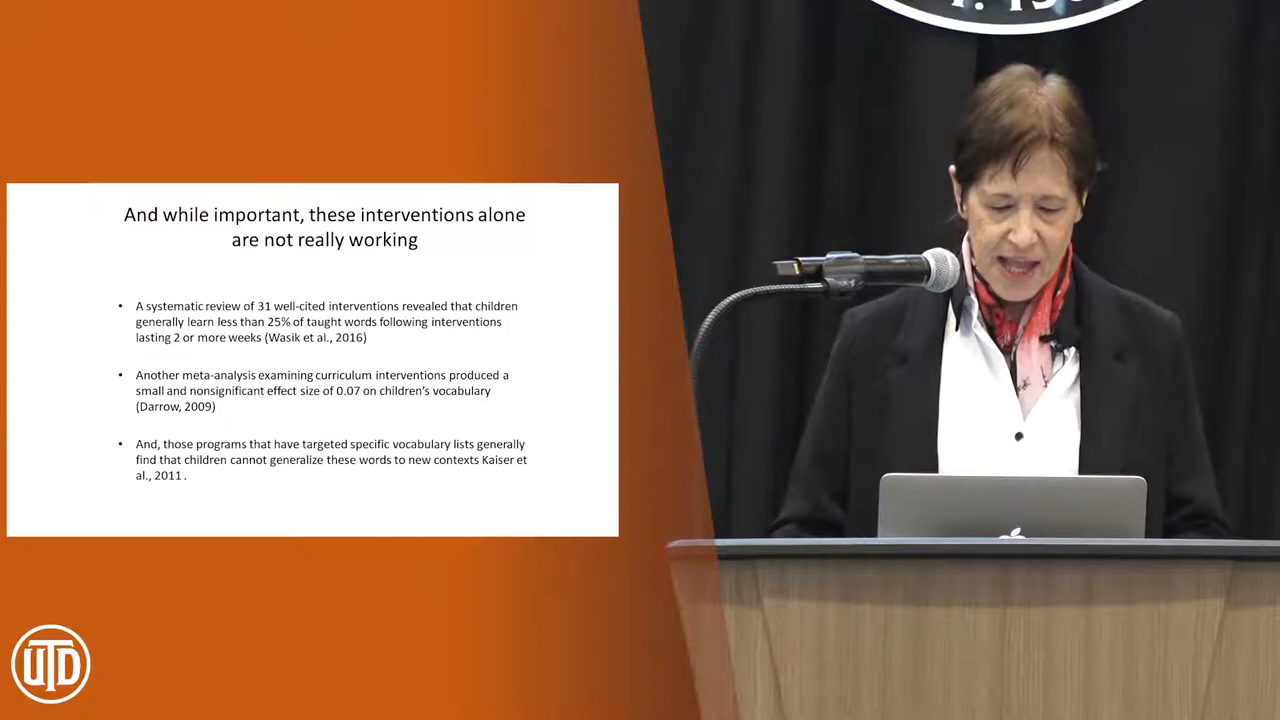 And while important, these interventions alone
are not really working
• A systematic review of 31 well-cited interventions revealed that children
generally learn less than 25% of taught words following interventions
lasting 2 or more weeks (Wasik et al., 2016)
• Another meta-analysis examining curriculum interventions produced a
small and nonsignificant effect size of 0.07 on children's vocabulary
(Darrow, 2009)
• And, those programs that have targeted specific vocabulary lists generally
find that children cannot generalize these words to new contexts Kaiser et
al., 2011.
UTD